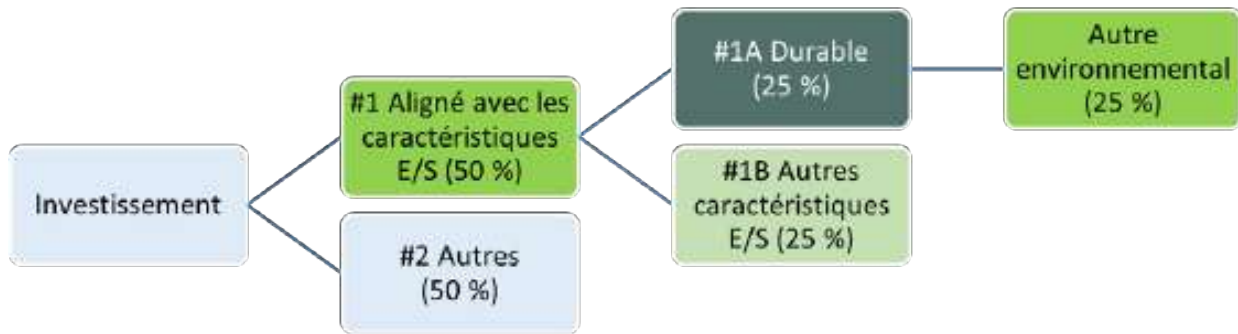 Investissement
#1 Aligné avec les
caractéristiques
E/S (50 %)
#2 Autres
(50 %)
#1A Durable
(25 %)
#1B Autres
caractéristiques
E/S (25 %)
Autre
environnemental
(25 %)